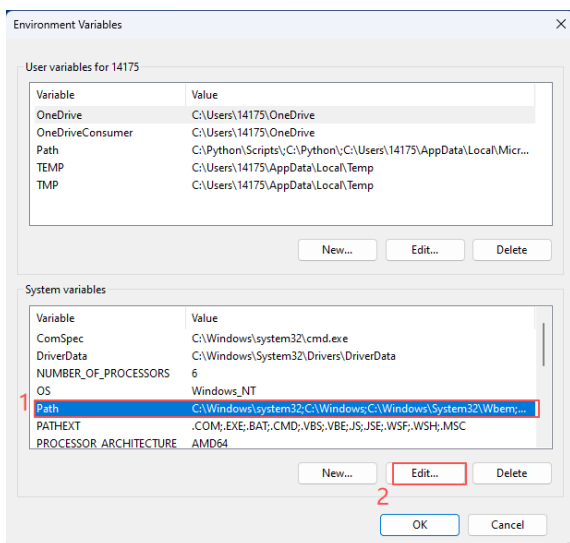 Environment Variables
User variables for 14175
Variable Value
OneDrive C:\Users\14175\OneDrive
OneDriveConsumer C:\Users\14175\OneDrive
Path C:\Python\Scripts\;C:\Python\;C:\Users\14175\AppData\Local\Micr...
TEMP C:\Users\14175\AppData\Local\Temp
TMP C:\Users\14175\AppData\Local\Temp
New... Edit... Delete
System variables
Variable Value
ComSpec C:\Windows\system32\cmd.exe
DriverData C:\Windows\System32\Drivers\DriverData
NUMBER_OF_PROCESSORS 6
OS Windows_NT
1 Path C:\Windows\system32;C:\Windows;C:\Windows\System32\Wbem;...
PATHEXT .COM;.EXE;.BAT;.CMD;.VBS;.VBE;.JS;.JSE;.WSF;.WSH;.MSC
PROCESSOR_ARCHITECTURE AMD64
New... Edit... Delete
2
OK Cancel